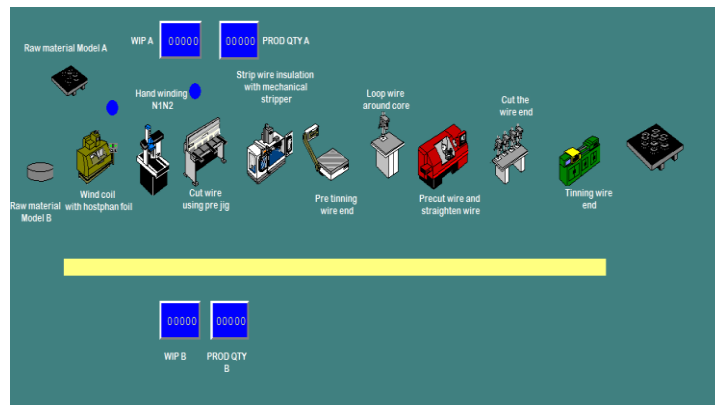 WIP A
00000
00000
PROD QTY A
Raw material Model A
Strip wire insulation
with mechanical
stripper
Hand winding
N1N2
Loop wire
around core
Cut the
wire end
Raw material
Model B
Wind coil
with hostphan foil
Cut wire
using pre jig
Pre tinning
wire end
Precut wire and
straighten wire
Tinning wire
end
00000
00000
WIP B
PROD QTY
B